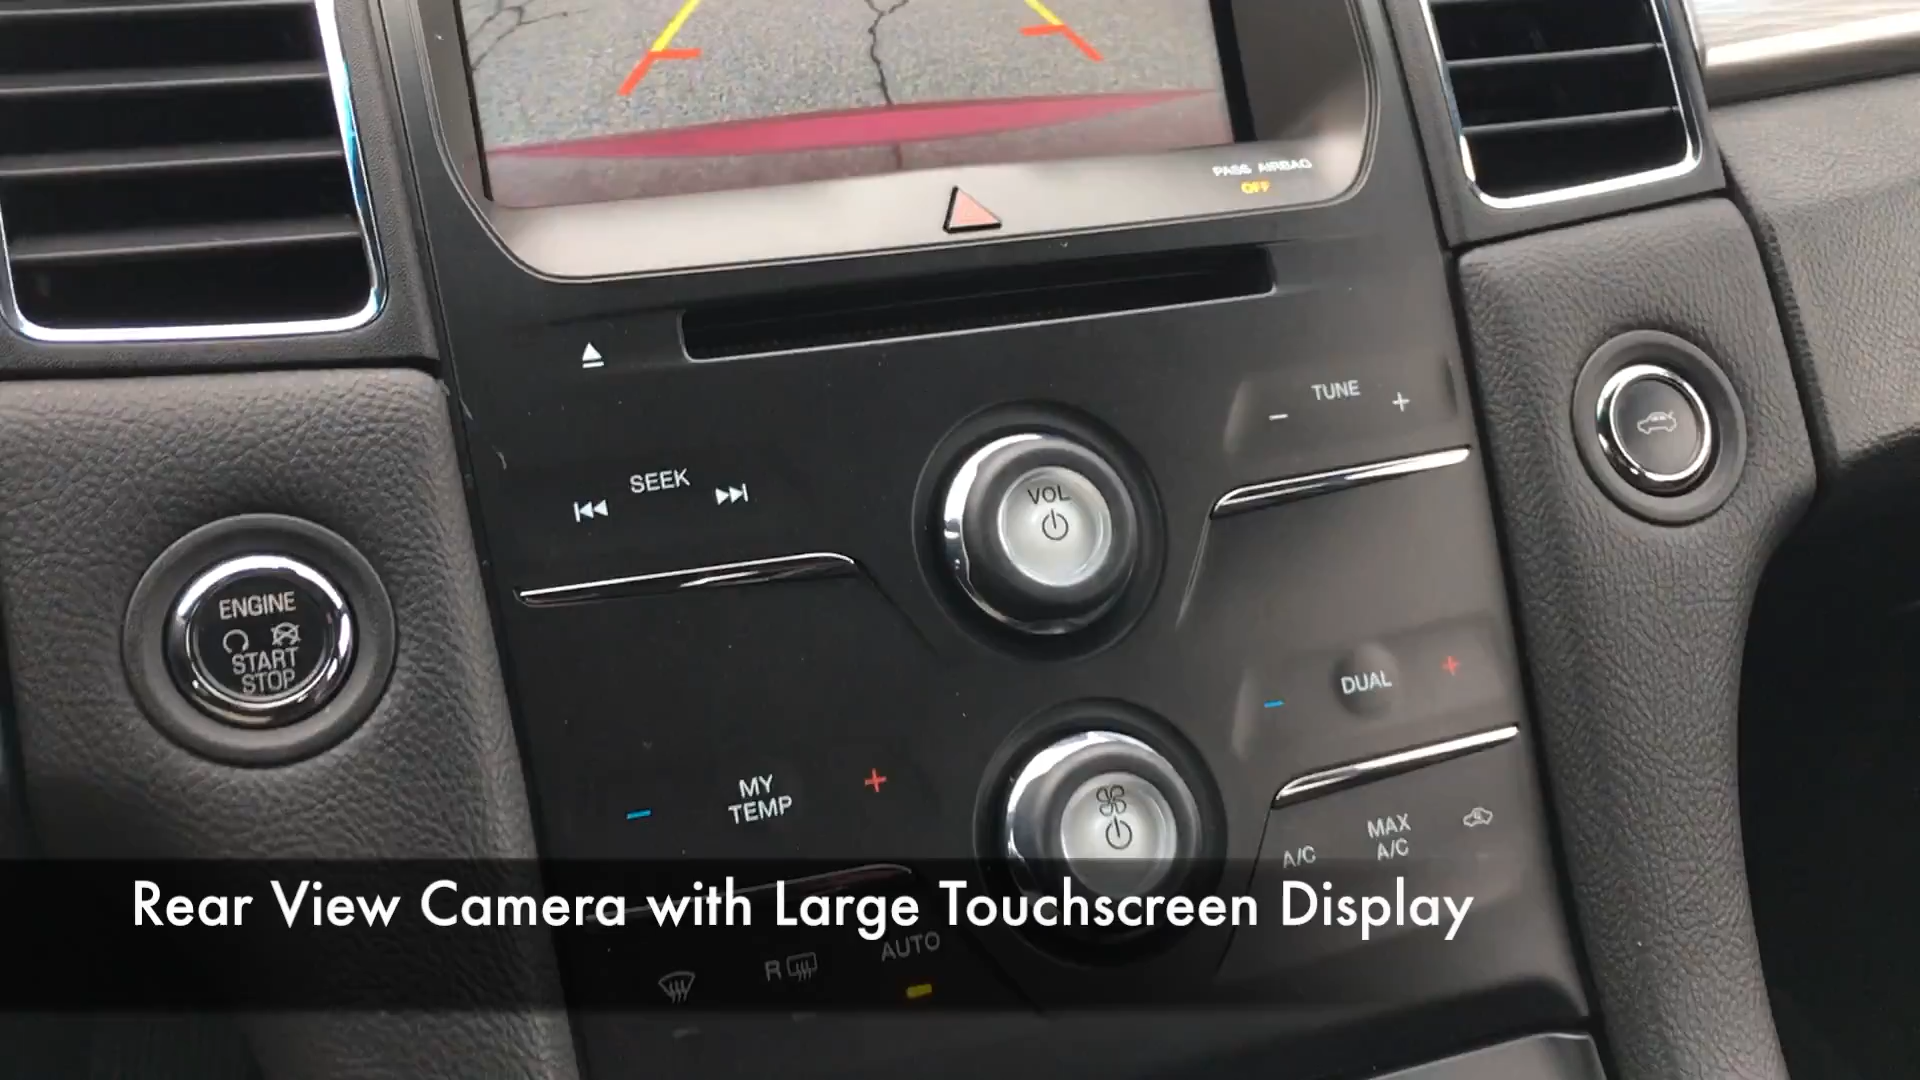 PASS AIRBAG
OFF
TUNE
SEEK
VOL
ENGINE
START
STOP
DUAL
MY
TEMP
MAX
A/C
A/C
Rear View Camera with Large Touchscreen Display
AUTO
R